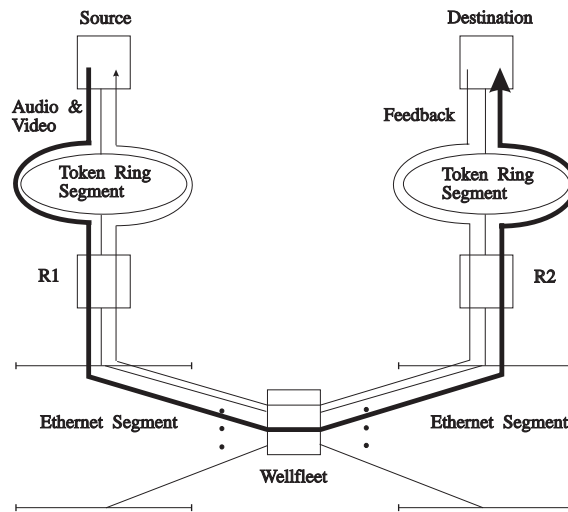 Source
Destination
Audio &
Video
Feedback
Token Ring
Segment
Token Ring
Segment
R1
R2
Ethernet Segment
Ethernet Segment
Wellfleet